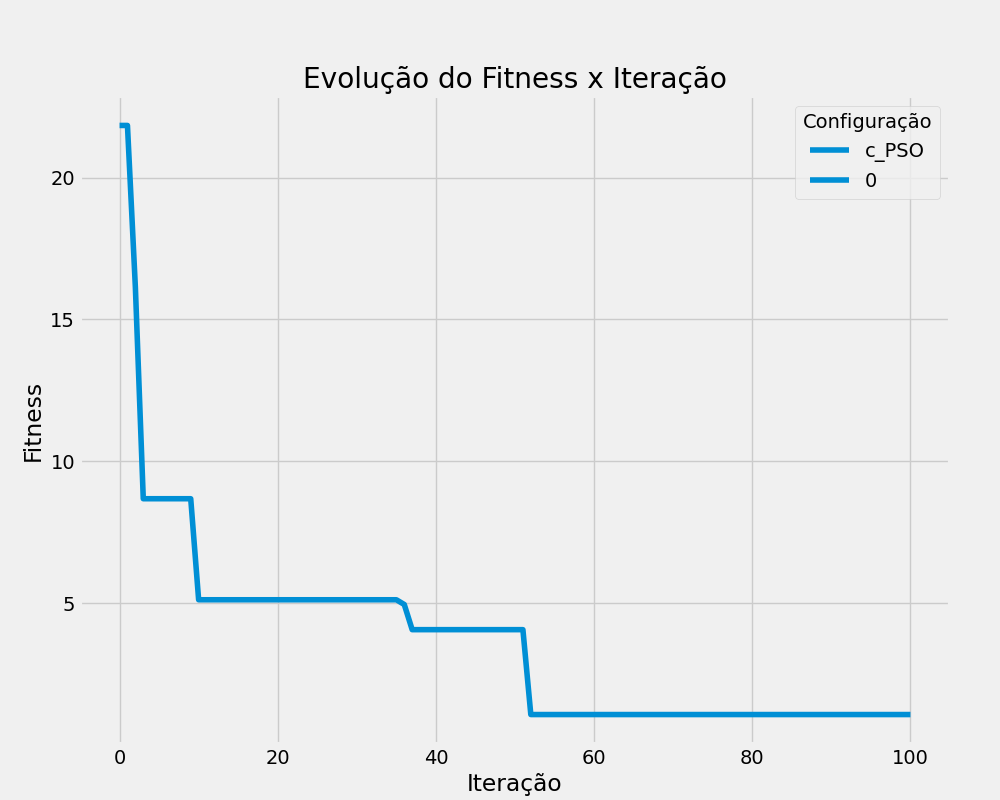 Evolução do Fitness x Iteração
Configuração
c_PSO
0
Fitness
20
15
10
5
0 20 40 60 80 100
Iteração